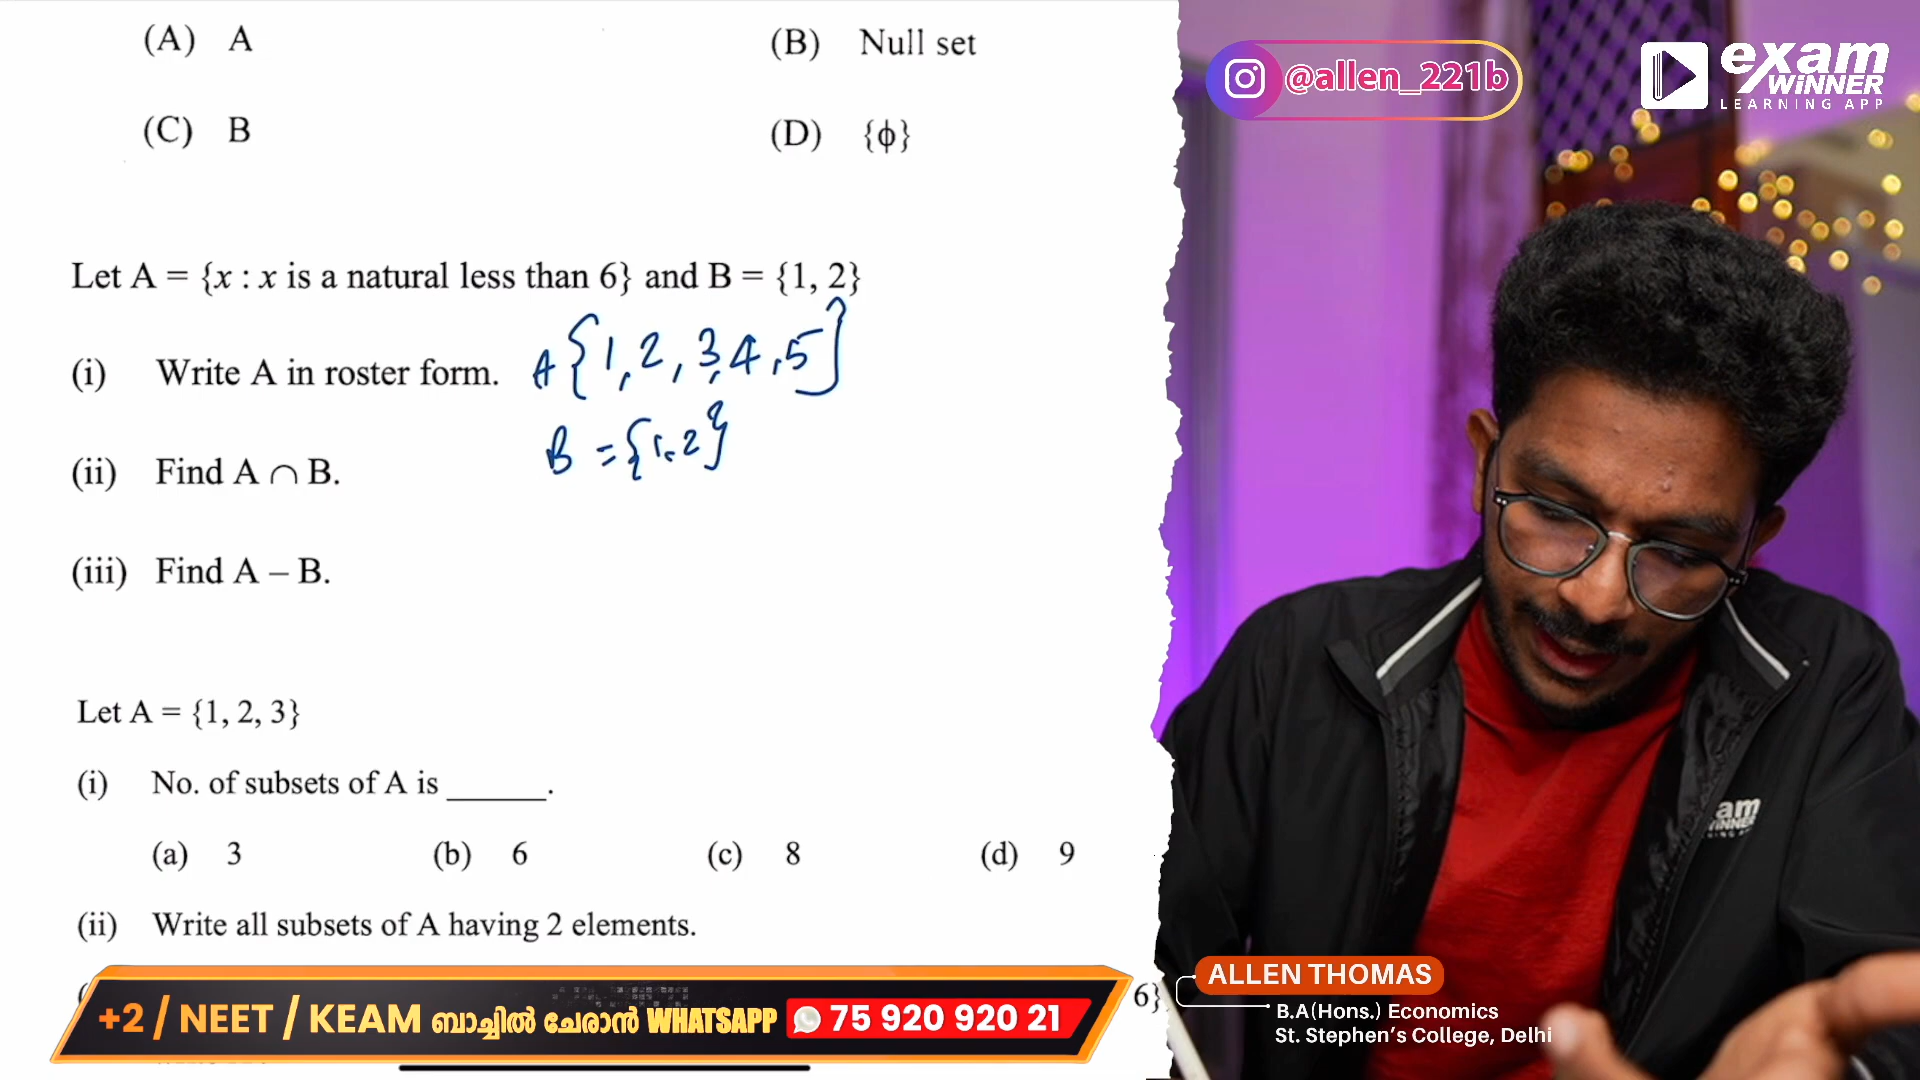 (A) A
(B) Null set
(C) B
(D) {ϕ}
Let A = {x : x is a natural less than 6} and B = {1, 2}
(i) Write A in roster form. A {1, 2, 3, 4, 5}
B = {1, 2}
(ii) Find A ∩ B.
(iii) Find A – B.
Let A = {1, 2, 3}
(i) No. of subsets of A is ______.
(a) 3 (b) 6 (c) 8 (d) 9
(ii) Write all subsets of A having 2 elements.
6}
+2 / NEET / KEAM ബാച്ചിൽ ചേരാൻ WHATSAPP 75 920 920 21
@allen_221b
exam
WiNNER
LEARNING APP
am
WINNER
ALLEN THOMAS
B.A(Hons.) Economics
St. Stephen's College, Delhi